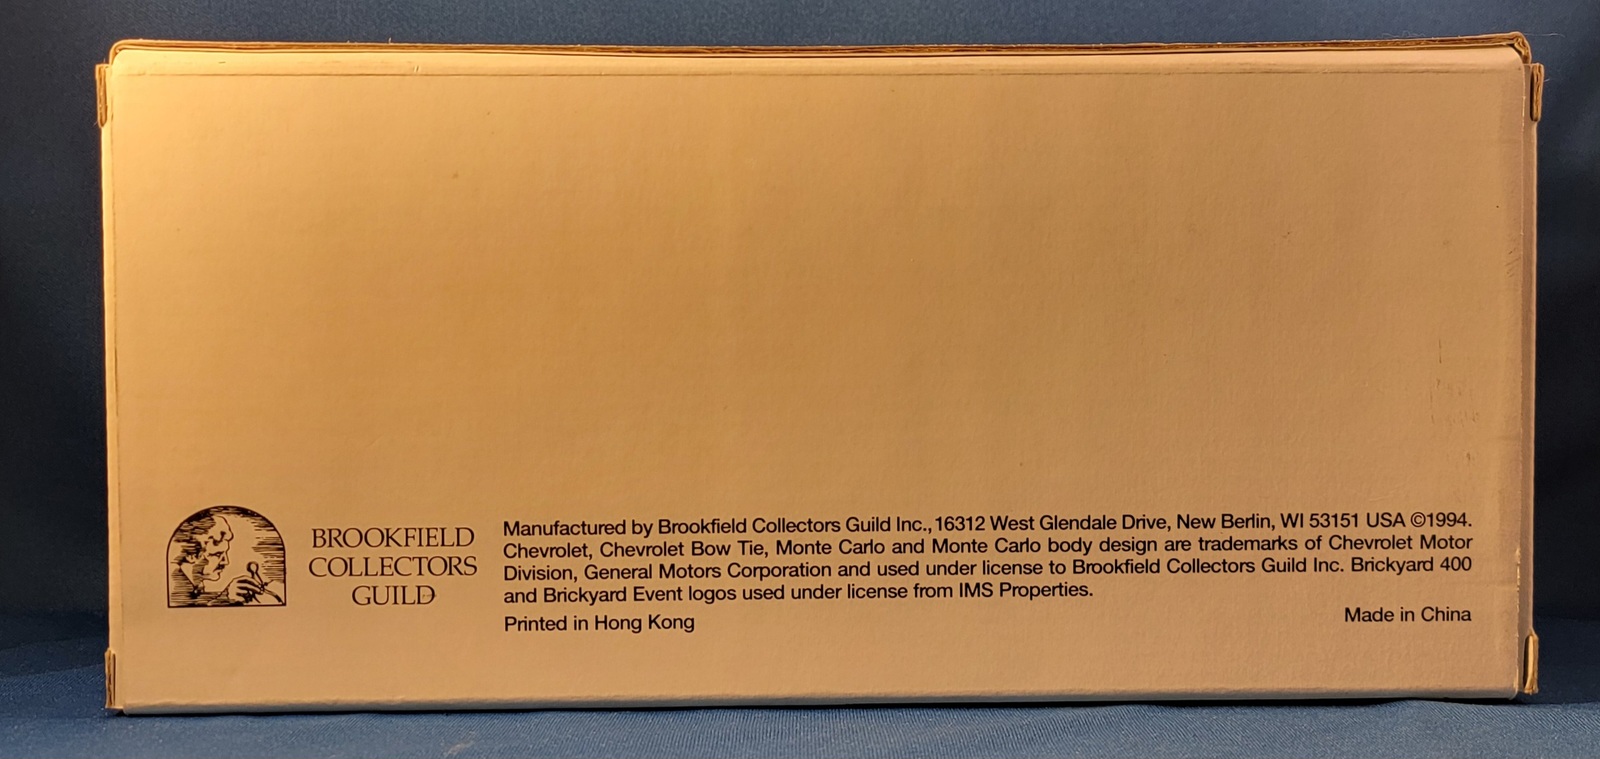 BROOKFIELD
COLLECTORS
GUILD
Manufactured by Brookfield Collectors Guild Inc., 16312 West Glendale Drive, New Berlin, WI 53151 USA ©1994.
Chevrolet, Chevrolet Bow Tie, Monte Carlo and Monte Carlo body design are trademarks of Chevrolet Motor
Division, General Motors Corporation and used under license to Brookfield Collectors Guild Inc. Brickyard 400
and Brickyard Event logos used under license from IMS Properties.
Printed in Hong Kong
Made in China